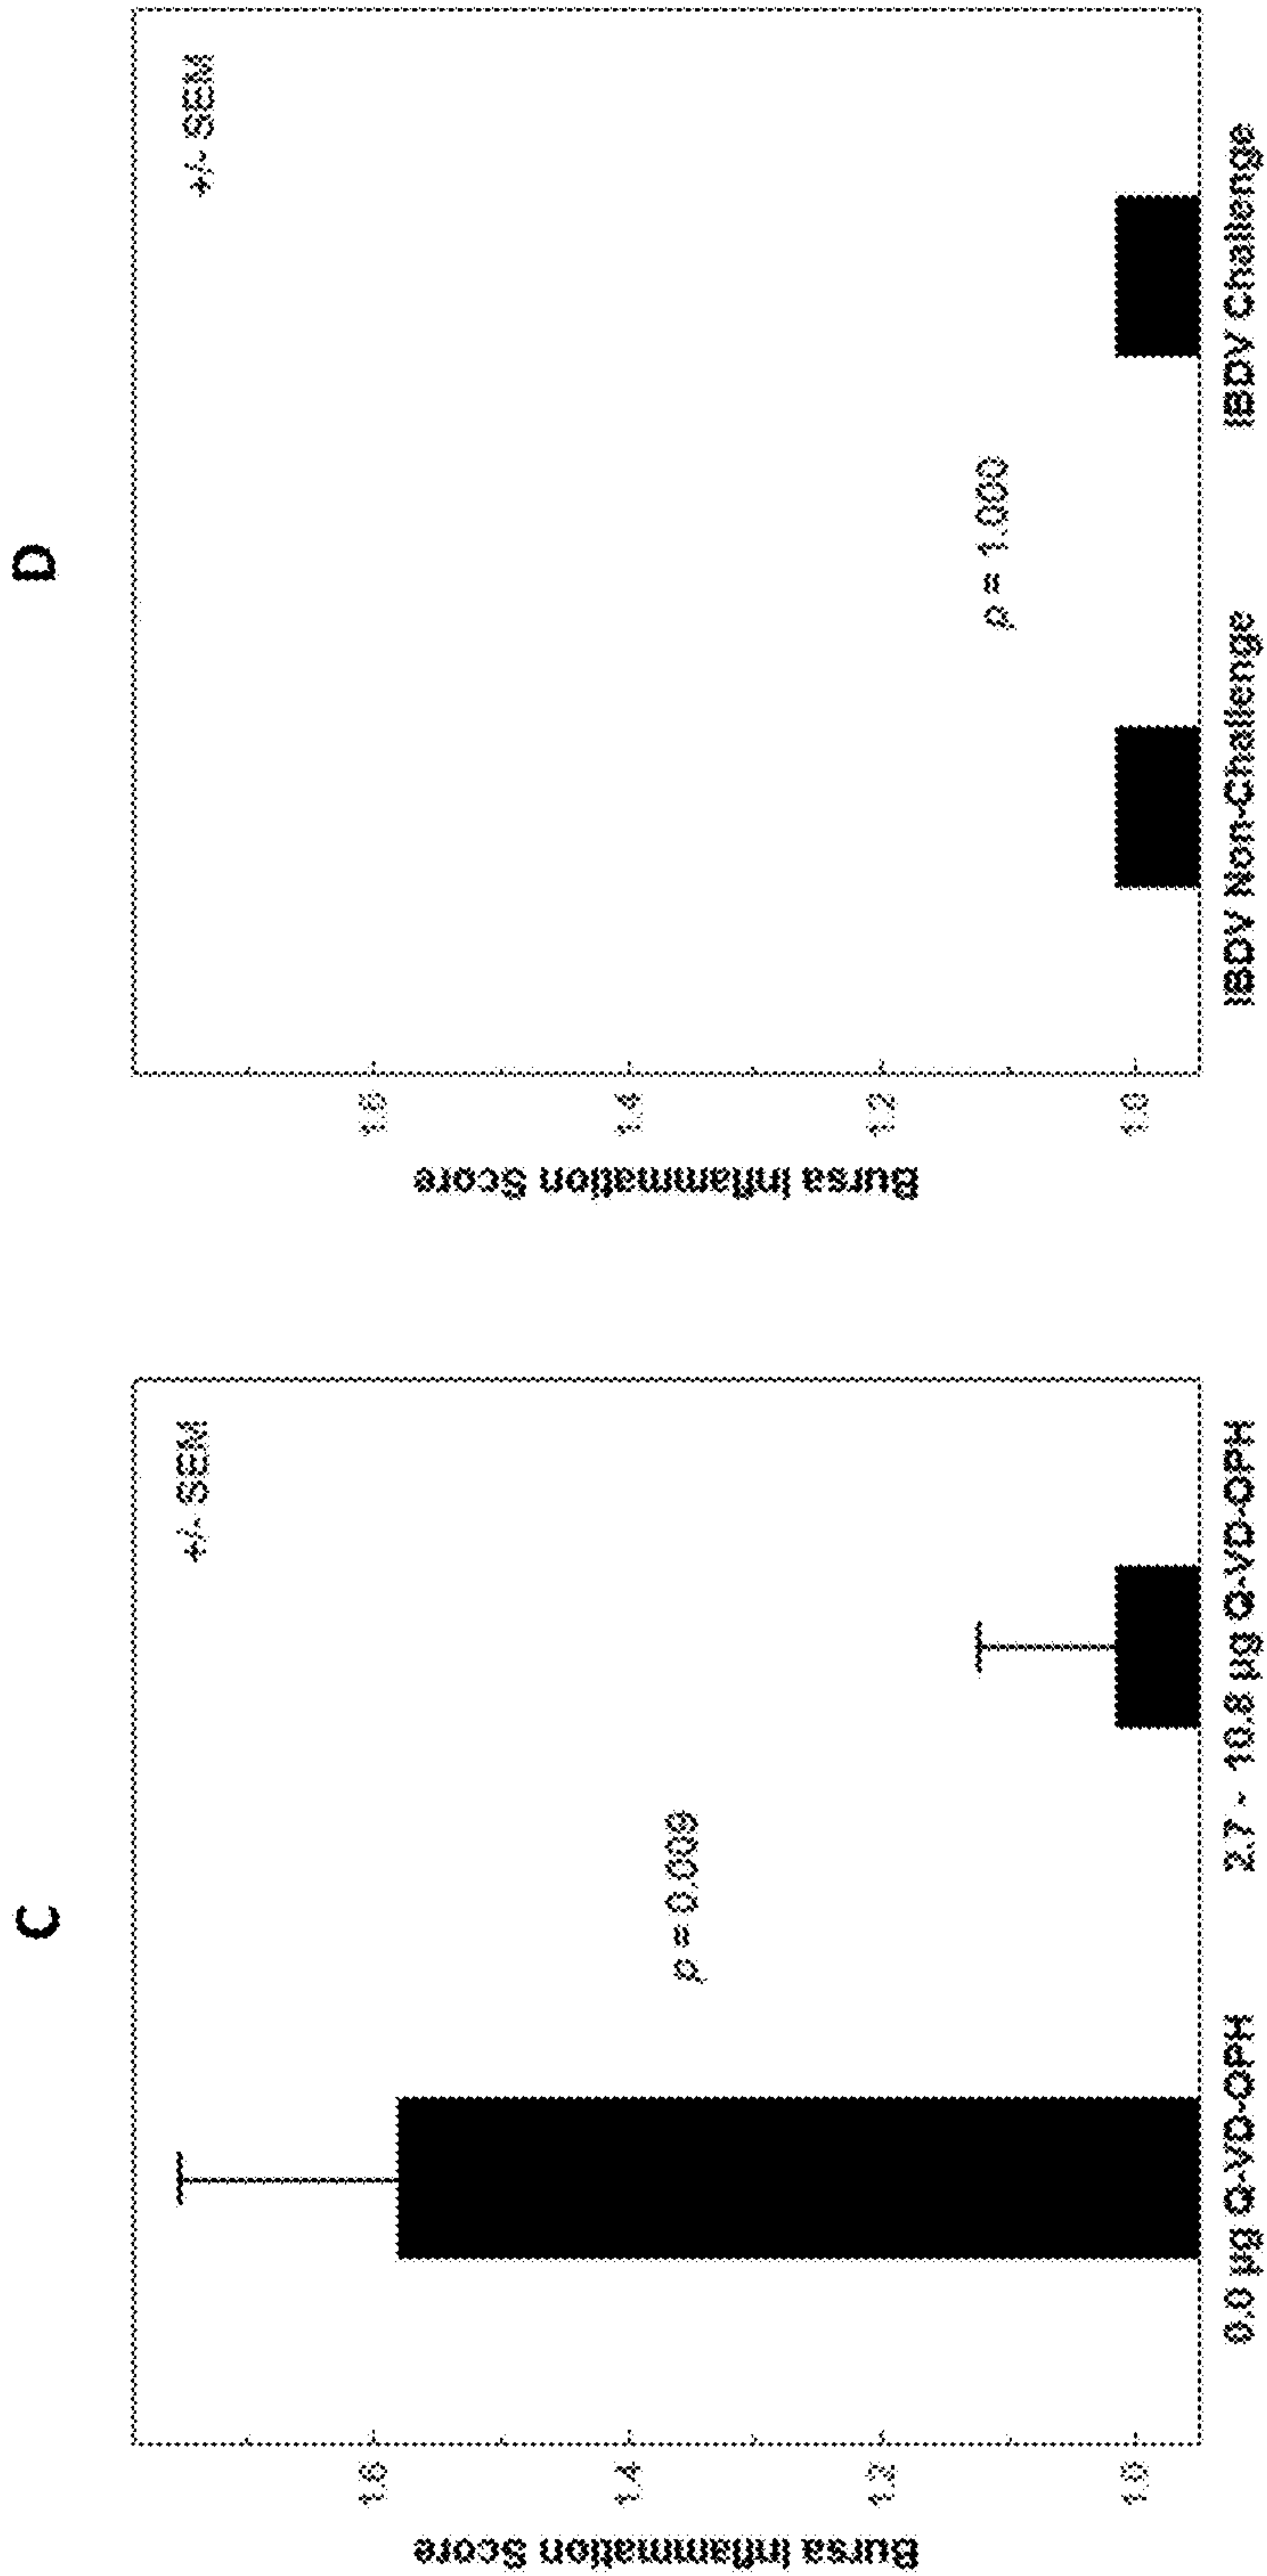 C
+/- SEM
Bursa Inflammation Score
1.6
1.4
1.2
1.0
p = 0.009
0.0 µg Q-VD-OPH
2.7 - 10.8 µg Q-VD-OPH
D
+/- SEM
Bursa Inflammation Score
1.6
1.4
1.2
1.0
p = 1.000
IBDV Non-Challenge
IBDV Challenge